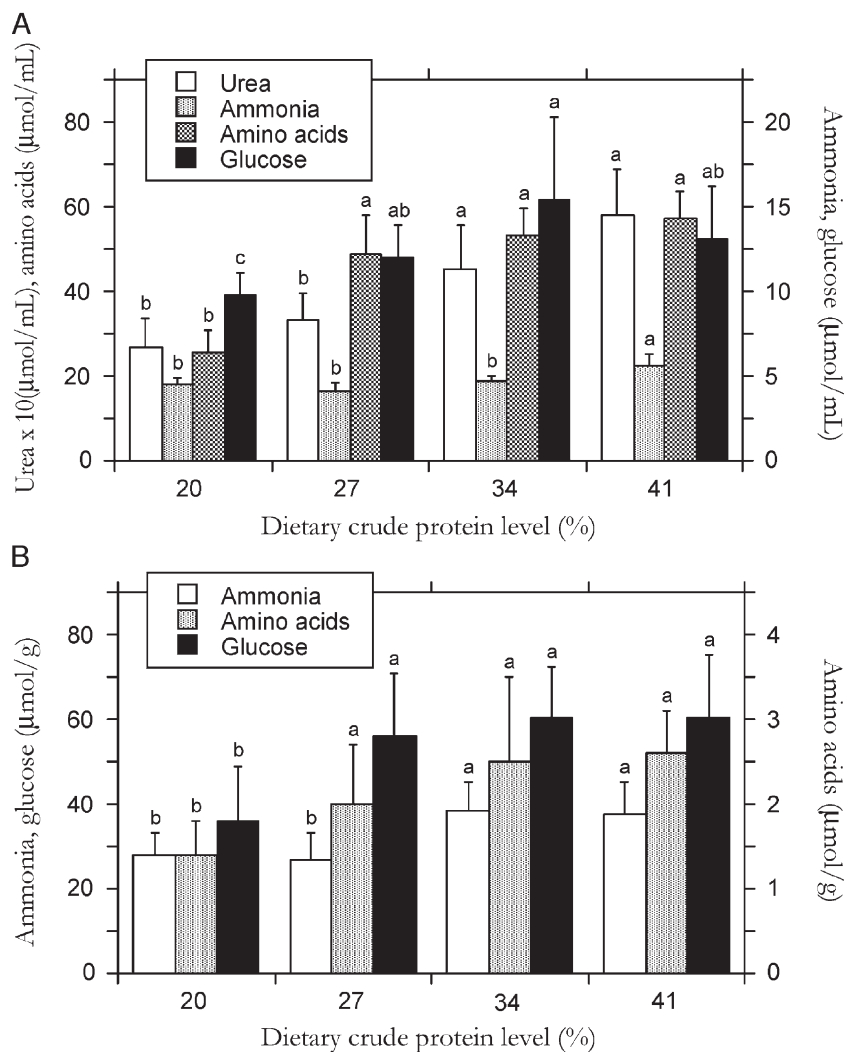 A
Urea x 10(μmol/mL), amino acids (μmol/mL)
Ammonia, glucose (μmol/mL)
Urea
Ammonia
Amino acids
Glucose
80
60
40
20
0
20
15
10
5
0
b b b c
b b a ab
a b a a
a a a ab
20 27 34 41
Dietary crude protein level (%)
B
Ammonia, glucose (μmol/g)
Amino acids (μmol/g)
Ammonia
Amino acids
Glucose
80
60
40
20
0
4
3
2
1
0
b b b
b a a
a a a
a a a
20 27 34 41
Dietary crude protein level (%)